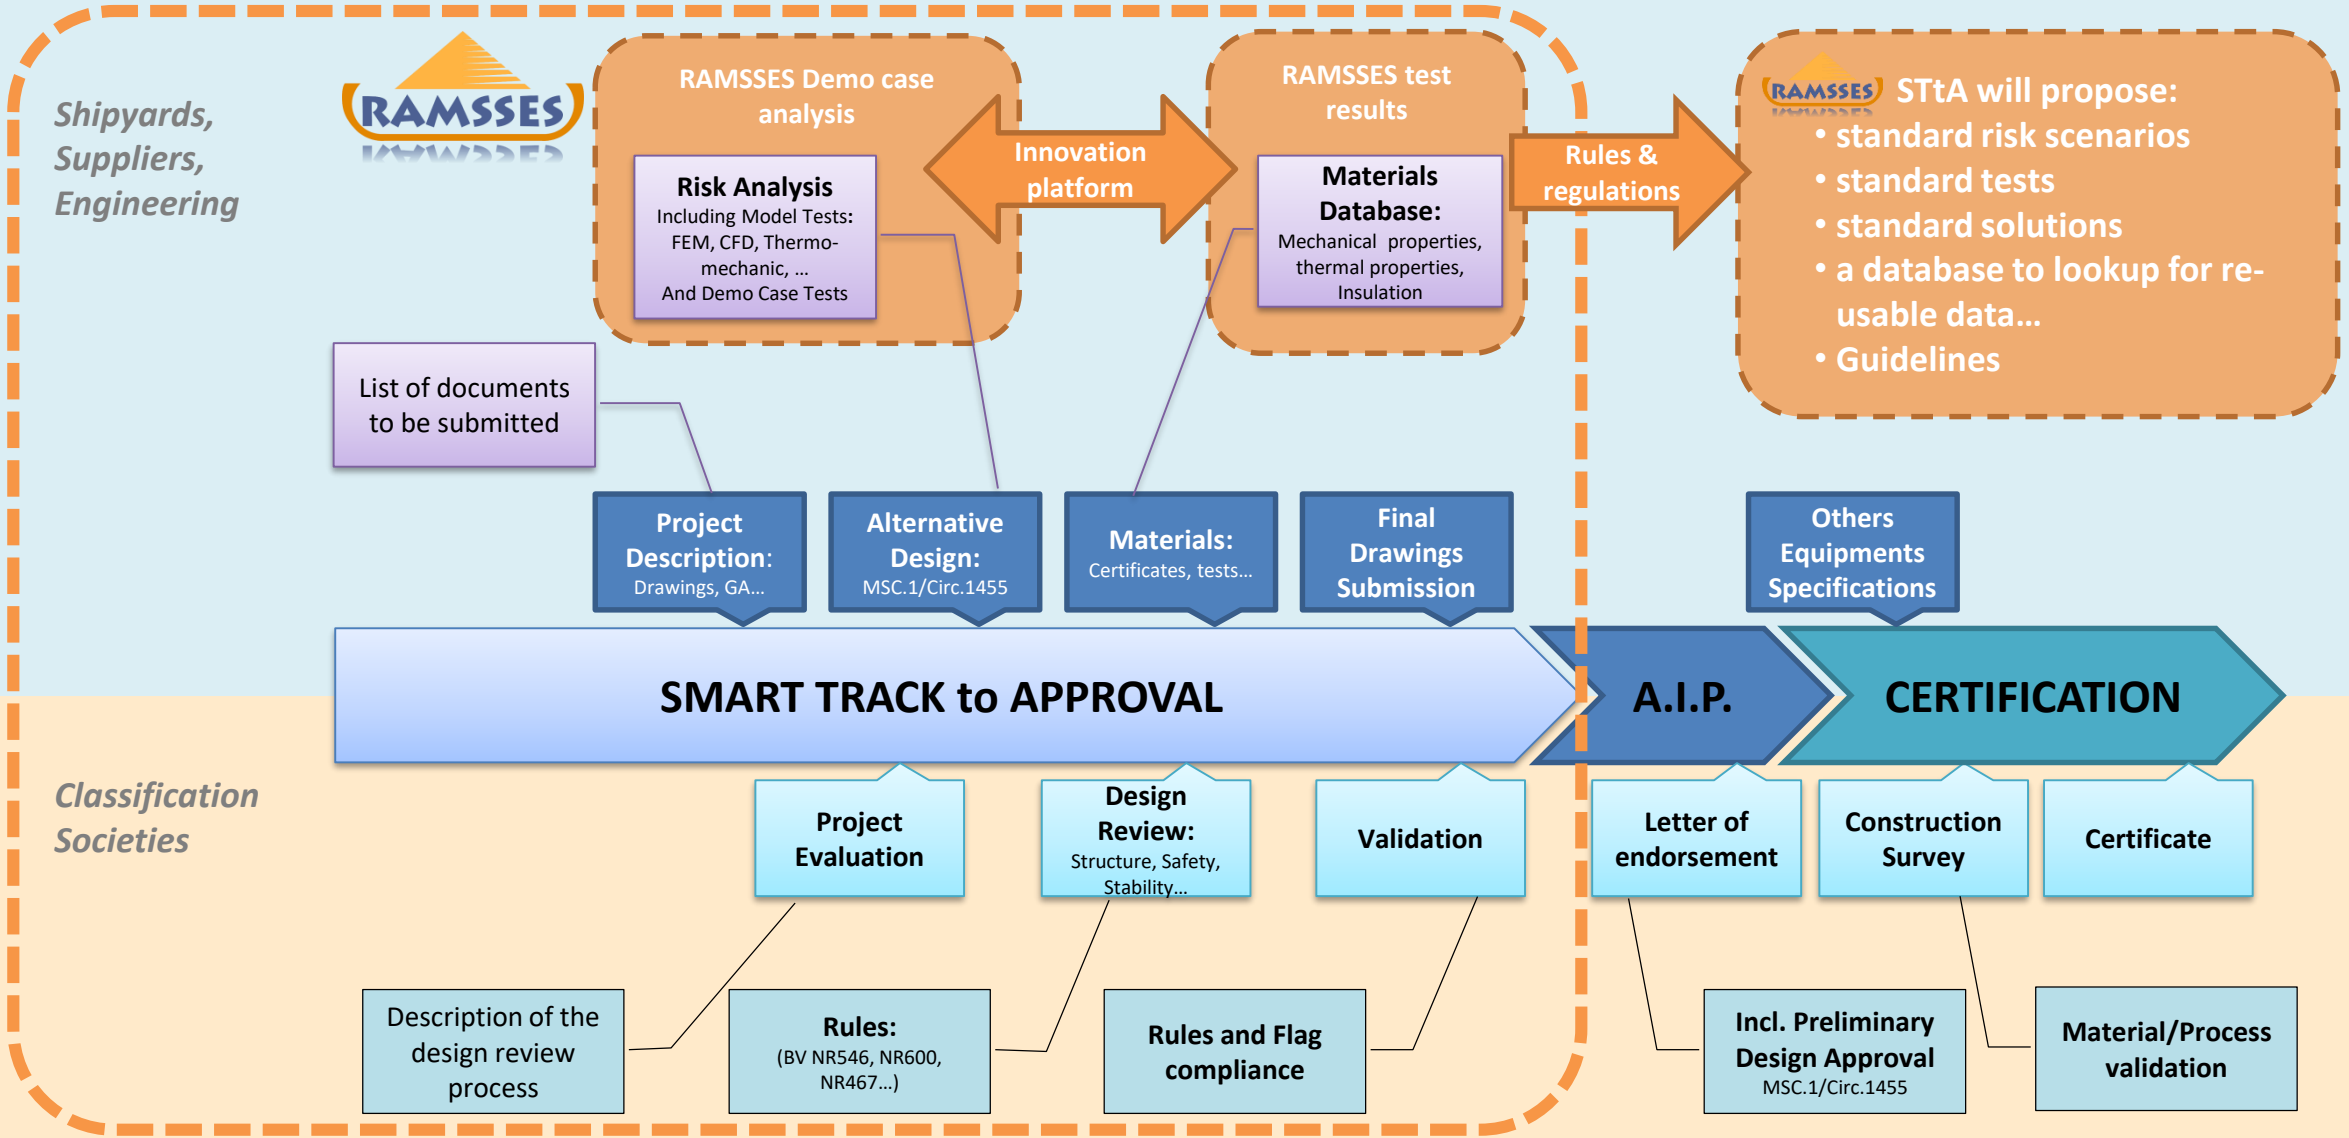 Shipyards,
Suppliers,
Engineering
RAMSSES
RAMSSES Demo case
analysis
Risk Analysis
Including Model Tests:
FEM, CFD, Thermo-
mechanic, ...
And Demo Case Tests
Innovation
platform
RAMSSES test
results
Materials
Database:
Mechanical properties,
thermal properties,
Insulation
Rules &
regulations
RAMSSES
STtA will propose:
• standard risk scenarios
• standard tests
• standard solutions
• a database to lookup for re-
usable data...
• Guidelines
List of documents
to be submitted
Project
Description:
Drawings, GA...
Alternative
Design:
MSC.1/Circ.1455
Materials:
Certificates, tests...
Final
Drawings
Submission
Others
Equipments
Specifications
SMART TRACK to APPROVAL
A.I.P.
CERTIFICATION
Classification
Societies
Project
Evaluation
Design
Review:
Structure, Safety,
Stability...
Validation
Letter of
endorsement
Construction
Survey
Certificate
Description of the
design review
process
Rules:
(BV NR546, NR600,
NR467...)
Rules and Flag
compliance
Incl. Preliminary
Design Approval
MSC.1/Circ.1455
Material/Process
validation